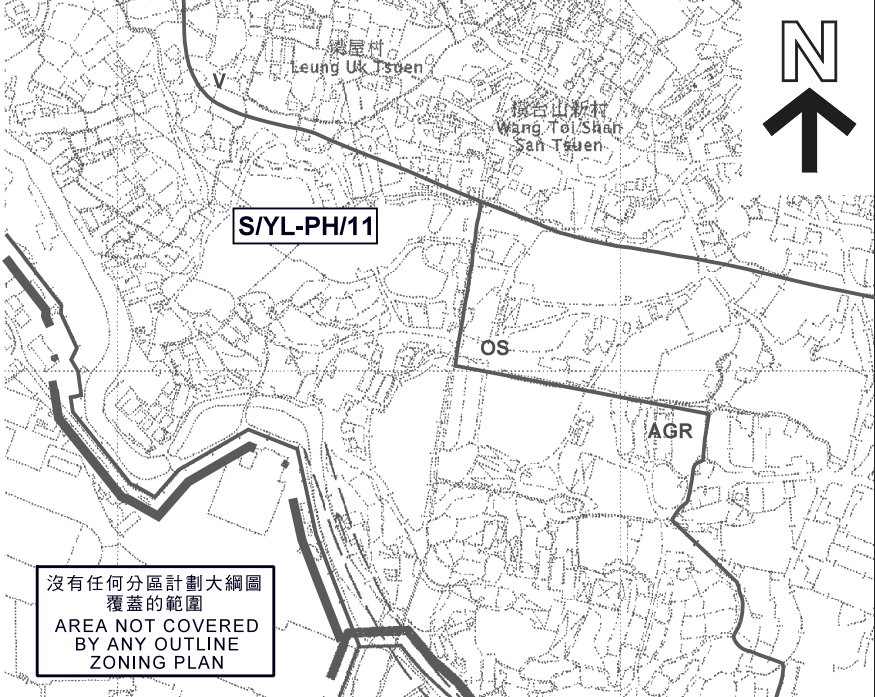 N
梁屋村
Leung Uk Tsuen
V
橫台山新村
Wang Toi Shan
San Tsuen
S/YL-PH/11
OS
AGR
沒有任何分區計劃大綱圖
覆蓋的範圍
AREA NOT COVERED
BY ANY OUTLINE
ZONING PLAN